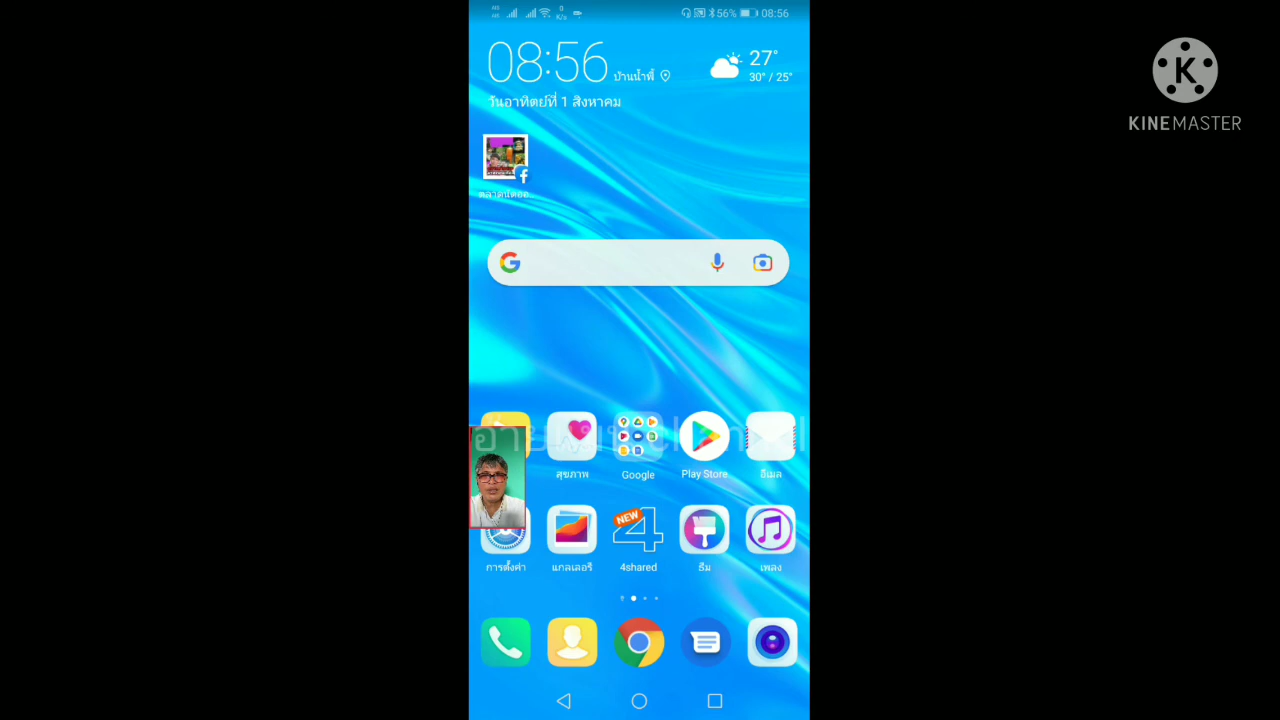 56% 08:56
08:56 บ้านน้ำพี้ 27°
30° / 25°
วันอาทิตย์ที่ 1 สิงหาคม
KINEMASTER
สุขภาพ
Google
Play Store
อีเมล
NEW
4
การตั้งค่า
แกลเลอรี
4shared
ธีม
เพลง